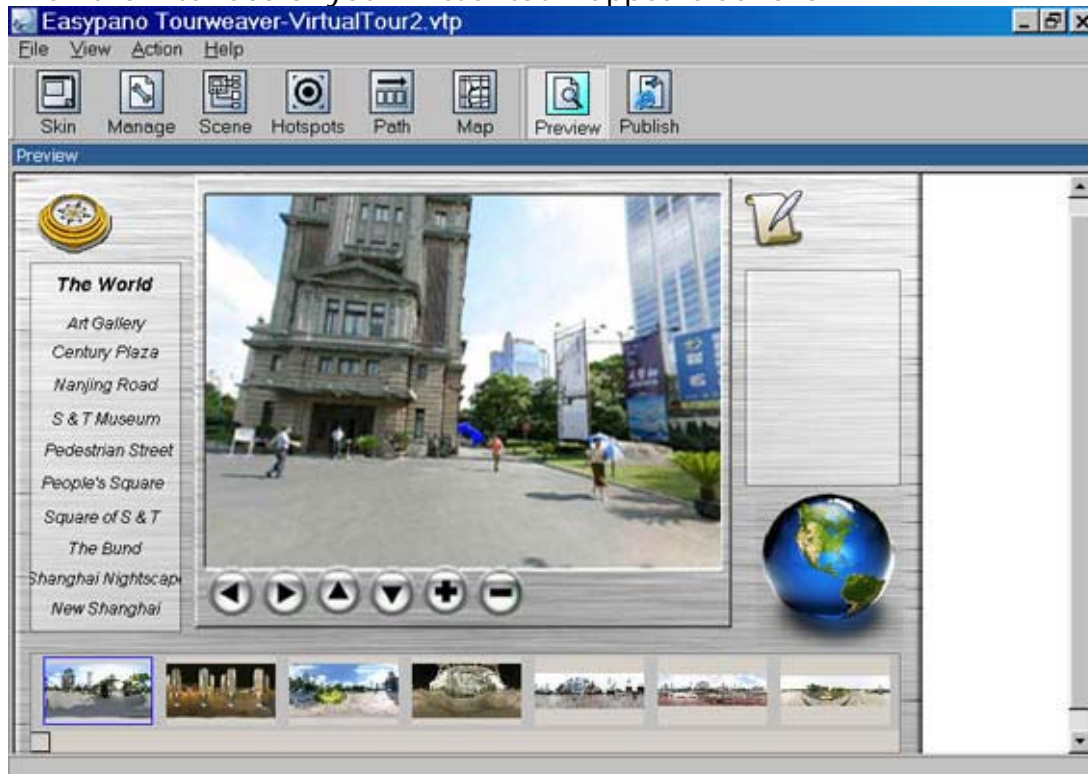 Easypano Tourweaver-VirtualTour2.vtp
File View Action Help
Skin Manage Scene Hotspots Path Map Preview Publish
Preview
The World
Art Gallery
Century Plaza
Nanjing Road
S & T Museum
Pedestrian Street
People's Square
Square of S & T
The Bund
Shanghai Nightscap
New Shanghai